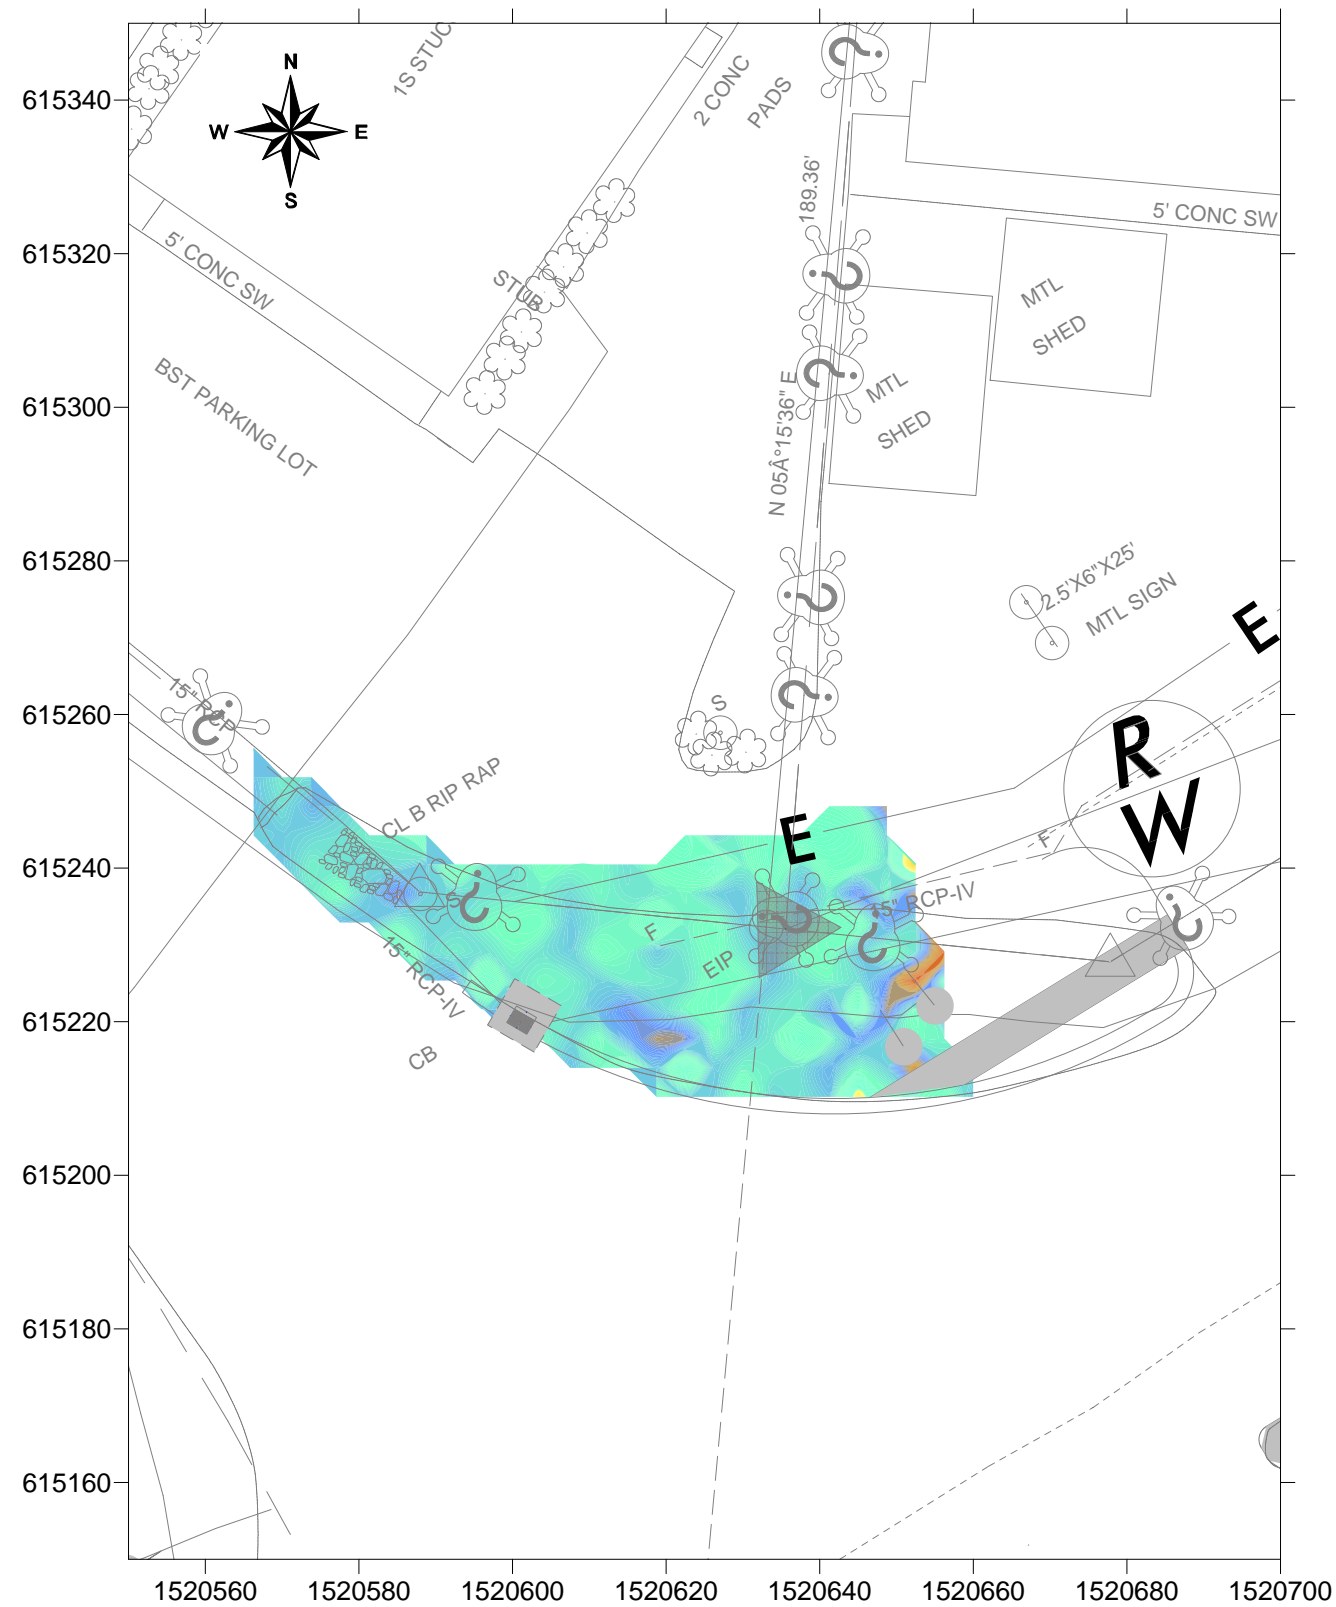 N
W E
S
1S STUC
2 CONC
PADS
189.36'
5' CONC SW
5' CONC SW
STUB
MTL
SHED
MTL
SHED
BST PARKING LOT
N 05Â°15'36" E
2.5'X6"X25'
MTL SIGN
E
15" RCP
S
R
W
CL B RIP RAP
E
F
S
15" RCP-IV
F
EIP
15" RCP-IV
CB
615340
615320
615300
615280
615260
615240
615220
615200
615180
615160
1520560 1520580 1520600 1520620 1520640 1520660 1520680 1520700